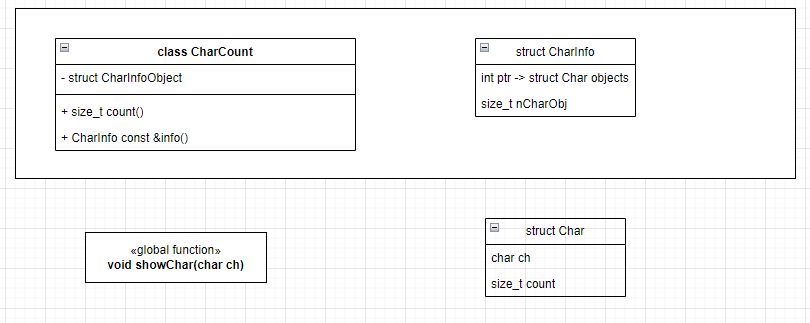 class CharCount
- struct CharInfoObject
+ size_t count()
+ CharInfo const &info()
struct CharInfo
int ptr -> struct Char objects
size_t nCharObj
«global function»
void showChar(char ch)
struct Char
char ch
size_t count